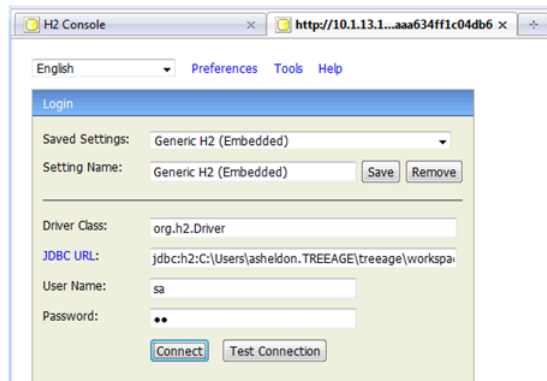 H2 Console × http://10.1.13.1...aaa634ff1c04db6 ×
English Preferences Tools Help
Login
Saved Settings: Generic H2 (Embedded)
Setting Name: Generic H2 (Embedded) Save Remove
Driver Class: org.h2.Driver
JDBC URL: jdbc:h2:C:\Users\asheldon.TREEAGE\treeage\workspa
User Name: sa
Password: ••
Connect Test Connection